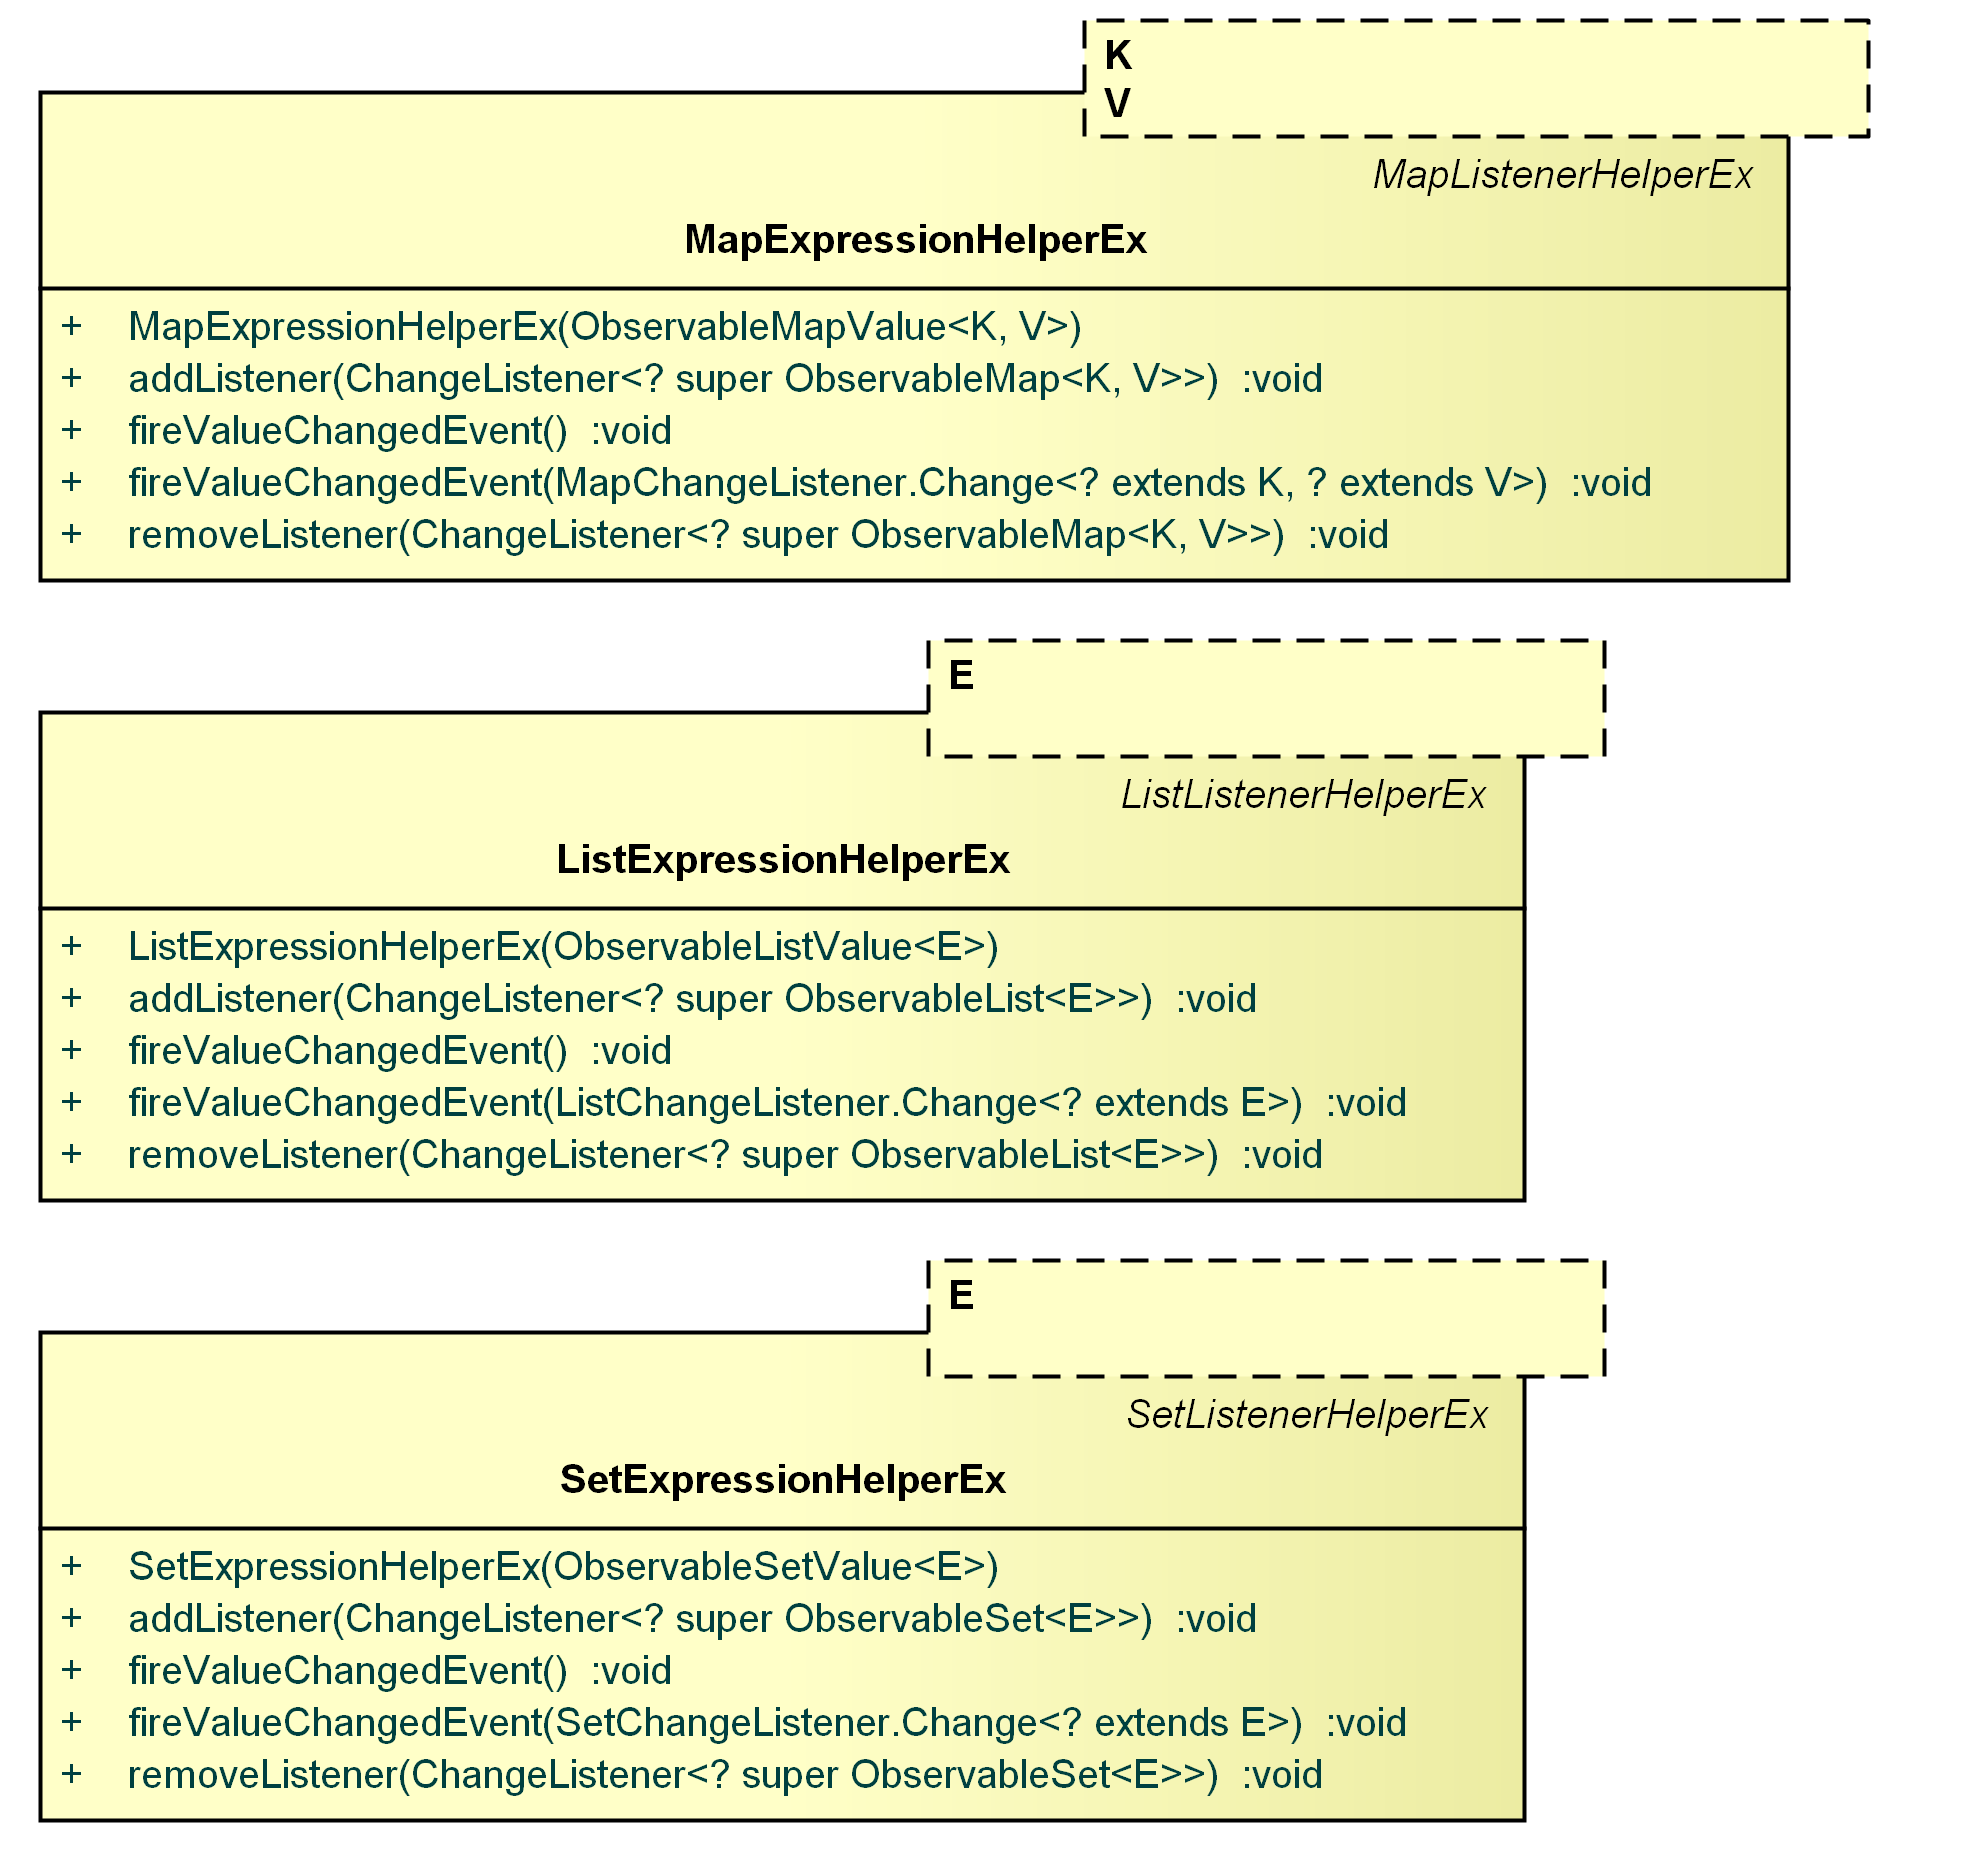 K
V
MapListenerHelperEx
MapExpressionHelperEx
+ MapExpressionHelperEx(ObservableMapValue<K, V>)
+ addListener(ChangeListener<? super ObservableMap<K, V>>) :void
+ fireValueChangedEvent() :void
+ fireValueChangedEvent(MapChangeListener.Change<? extends K, ? extends V>) :void
+ removeListener(ChangeListener<? super ObservableMap<K, V>>) :void
E
ListListenerHelperEx
ListExpressionHelperEx
+ ListExpressionHelperEx(ObservableListValue<E>)
+ addListener(ChangeListener<? super ObservableList<E>>) :void
+ fireValueChangedEvent() :void
+ fireValueChangedEvent(ListChangeListener.Change<? extends E>) :void
+ removeListener(ChangeListener<? super ObservableList<E>>) :void
E
SetListenerHelperEx
SetExpressionHelperEx
+ SetExpressionHelperEx(ObservableSetValue<E>)
+ addListener(ChangeListener<? super ObservableSet<E>>) :void
+ fireValueChangedEvent() :void
+ fireValueChangedEvent(SetChangeListener.Change<? extends E>) :void
+ removeListener(ChangeListener<? super ObservableSet<E>>) :void